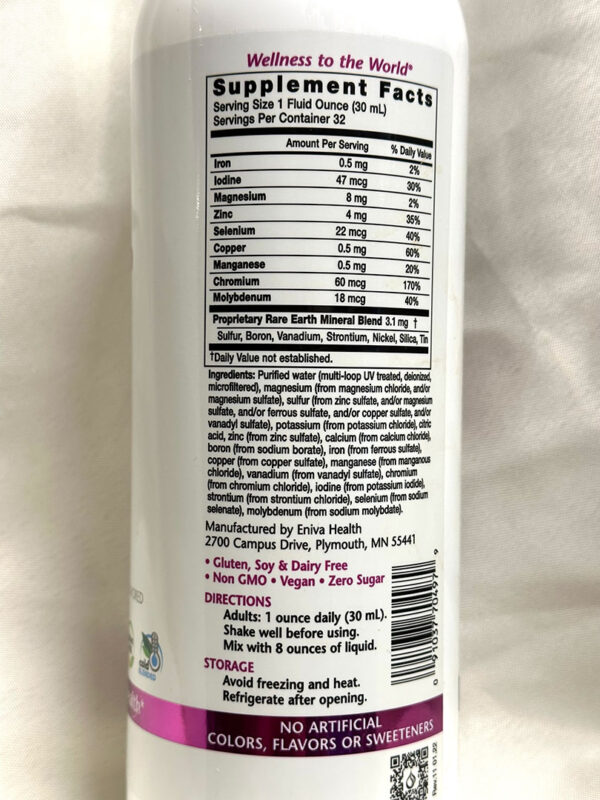 Wellness to the World®
Supplement Facts
Serving Size 1 Fluid Ounce (30 mL)
Servings Per Container 32
Amount Per Serving % Daily Value
Iron 0.5 mg 2%
Iodine 47 mcg 30%
Magnesium 8 mg 2%
Zinc 4 mg 35%
Selenium 22 mcg 40%
Copper 0.5 mg 60%
Manganese 0.5 mg 20%
Chromium 60 mcg 170%
Molybdenum 18 mcg 40%
Proprietary Rare Earth Mineral Blend 3.1 mg †
Sulfur, Boron, Vanadium, Strontium, Nickel, Silica, Tin
†Daily Value not established.
Ingredients: Purified water (multi-loop UV treated, deionized,
microfiltered), magnesium (from magnesium chloride, and/or
magnesium sulfate), sulfur (from zinc sulfate, and/or magnesium
sulfate, and/or ferrous sulfate, and/or copper sulfate, and/or
vanadyl sulfate), potassium (from potassium chloride), citric
acid, zinc (from zinc sulfate), calcium (from calcium chloride),
boron (from sodium borate), iron (from ferrous sulfate),
copper (from copper sulfate), manganese (from manganous
chloride), vanadium (from vanadyl sulfate), chromium
(from chromium chloride), iodine (from potassium iodide),
strontium (from strontium chloride), selenium (from sodium
selenate), molybdenum (from sodium molybdate).
Manufactured by Eniva Health
2700 Campus Drive, Plymouth, MN 55441
• Gluten, Soy & Dairy Free
• Non GMO • Vegan • Zero Sugar
DIRECTIONS
Adults: 1 ounce daily (30 mL).
Shake well before using.
Mix with 8 ounces of liquid.
STORAGE
Avoid freezing and heat.
Refrigerate after opening.
0 91037 70497 9
NO ARTIFICIAL
COLORS, FLAVORS OR SWEETENERS
Rev.11.01.22
cold